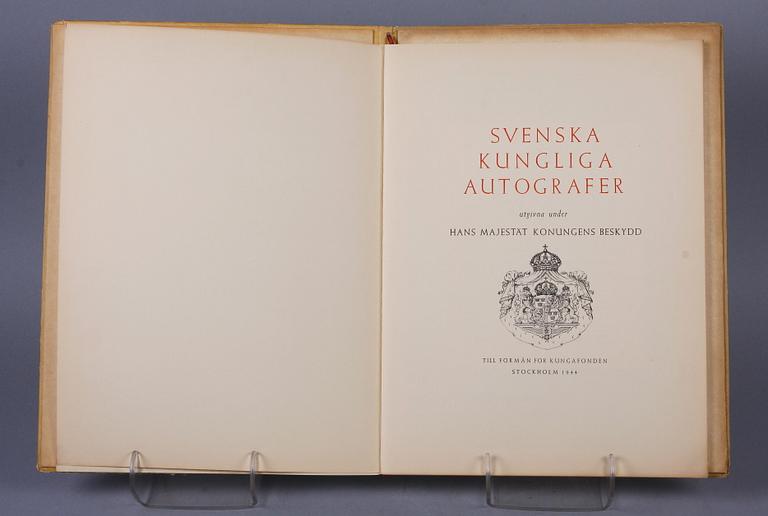 SVENSKA
KUNGLIGA
AUTOGRAFER
utgivna under
HANS MAJESTÄT KONUNGENS BESKYDD
TILL FÖRMÅN FÖR KUNGAFONDEN
STOCKHOLM 1944